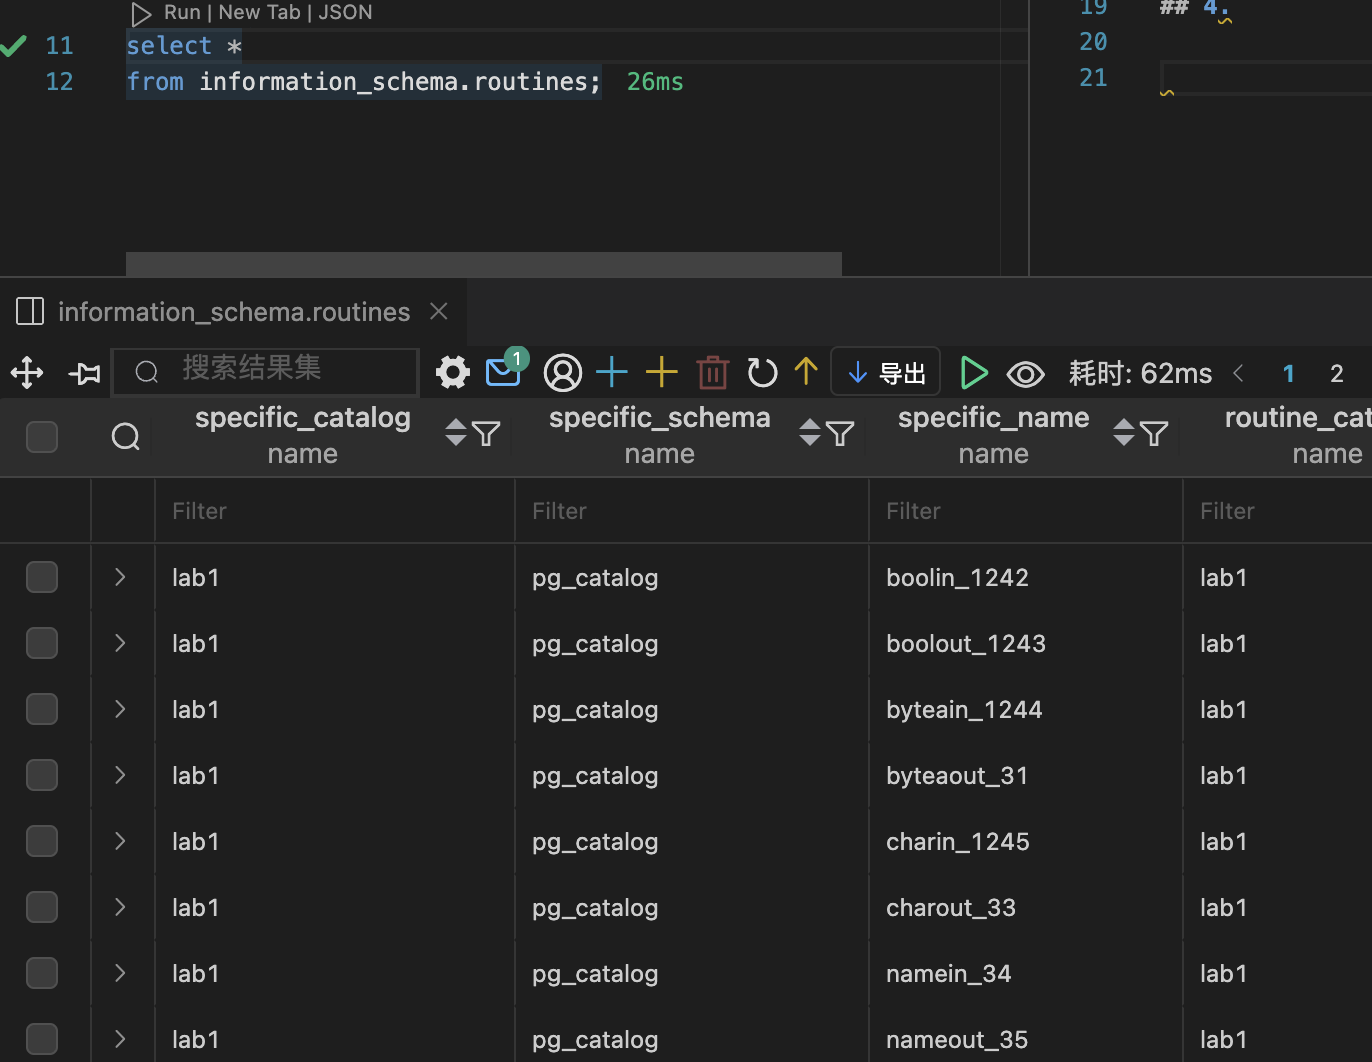 Run | New Tab | JSON
11 select *
12 from information_schema.routines; 26ms
19 ## 4.
20
21
information_schema.routines
搜索结果集
1
导出
耗时: 62ms
1
2
specific_catalog specific_schema specific_name routine_cat
name name name name
Filter Filter Filter Filter
lab1 pg_catalog boolin_1242 lab1
lab1 pg_catalog boolout_1243 lab1
lab1 pg_catalog byteain_1244 lab1
lab1 pg_catalog byteaout_31 lab1
lab1 pg_catalog charin_1245 lab1
lab1 pg_catalog charout_33 lab1
lab1 pg_catalog namein_34 lab1
lab1 pg_catalog nameout_35 lab1